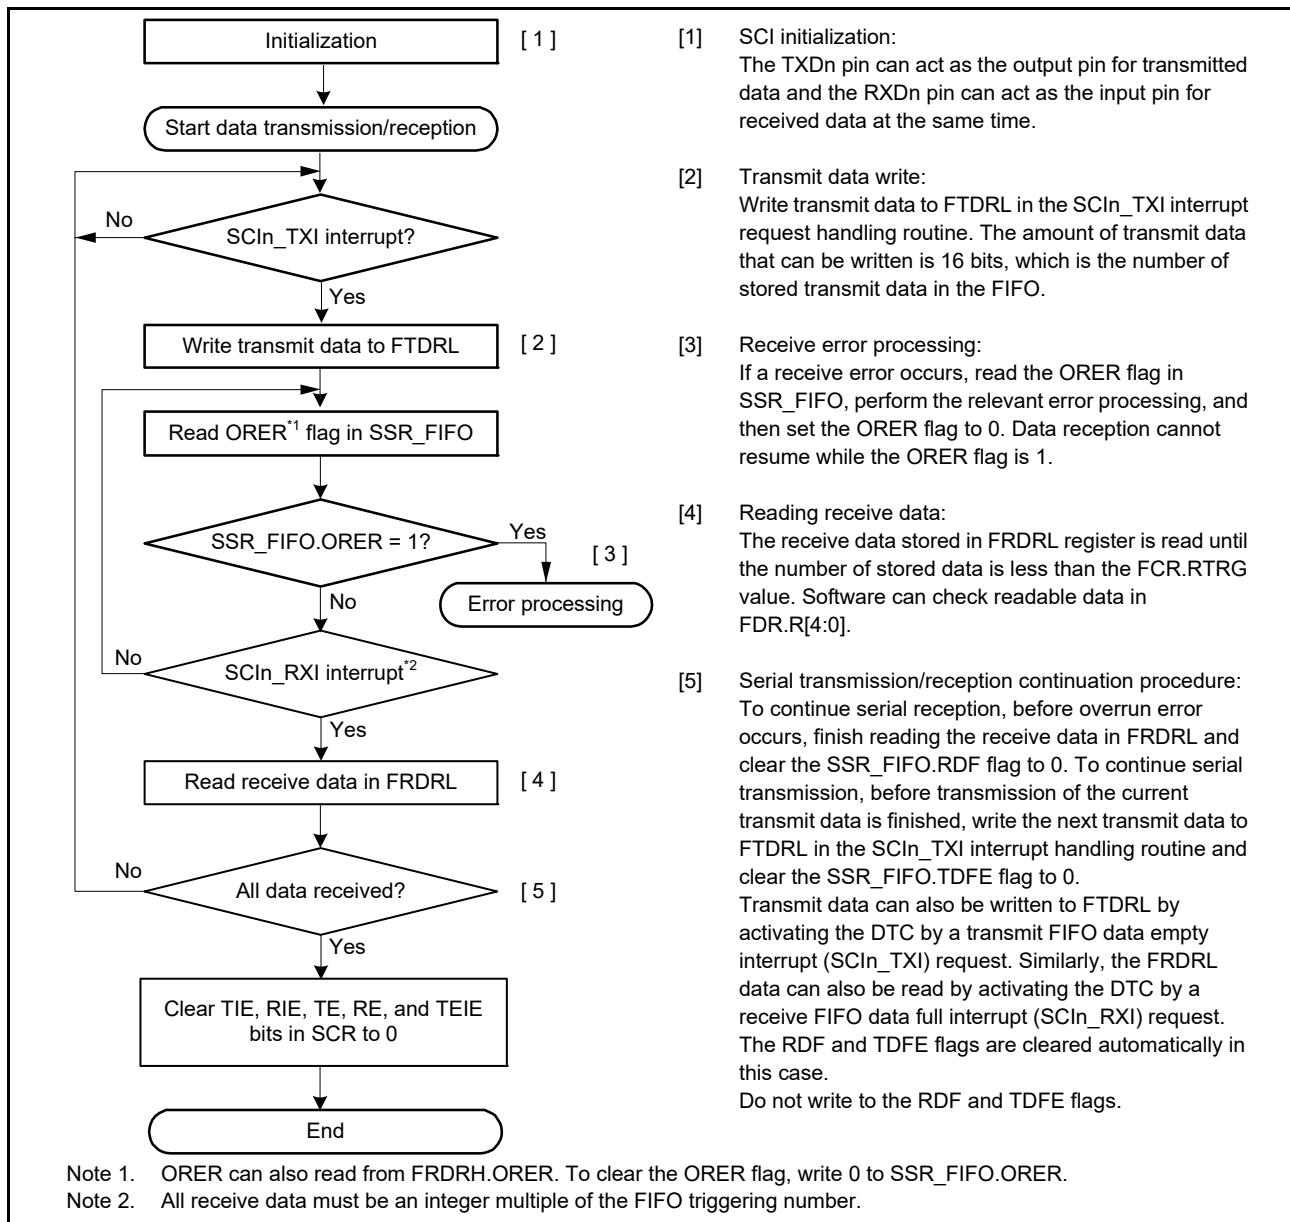 Initialization
[ 1 ]
Start data transmission/reception
No
SCIn_TXI interrupt?
Yes
Write transmit data to FTDRL
[ 2 ]
Read ORER*1 flag in SSR_FIFO
SSR_FIFO.ORER = 1?
Yes
[ 3 ]
Error processing
No
No
SCIn_RXI interrupt*2
Yes
Read receive data in FRDRL
[ 4 ]
No
All data received?
[ 5 ]
Yes
Clear TIE, RIE, TE, RE, and TEIE
bits in SCR to 0
End
[1] SCI initialization:
The TXDn pin can act as the output pin for transmitted
data and the RXDn pin can act as the input pin for
received data at the same time.
[2] Transmit data write:
Write transmit data to FTDRL in the SCIn_TXI interrupt
request handling routine. The amount of transmit data
that can be written is 16 bits, which is the number of
stored transmit data in the FIFO.
[3] Receive error processing:
If a receive error occurs, read the ORER flag in
SSR_FIFO, perform the relevant error processing, and
then set the ORER flag to 0. Data reception cannot
resume while the ORER flag is 1.
[4] Reading receive data:
The receive data stored in FRDRL register is read until
the number of stored data is less than the FCR.RTRG
value. Software can check readable data in
FDR.R[4:0].
[5] Serial transmission/reception continuation procedure:
To continue serial reception, before overrun error
occurs, finish reading the receive data in FRDRL and
clear the SSR_FIFO.RDF flag to 0. To continue serial
transmission, before transmission of the current
transmit data is finished, write the next transmit data to
FTDRL in the SCIn_TXI interrupt handling routine and
clear the SSR_FIFO.TDFE flag to 0.
Transmit data can also be written to FTDRL by
activating the DTC by a transmit FIFO data empty
interrupt (SCIn_TXI) request. Similarly, the FRDRL
data can also be read by activating the DTC by a
receive FIFO data full interrupt (SCIn_RXI) request.
The RDF and TDFE flags are cleared automatically in
this case.
Do not write to the RDF and TDFE flags.
Note 1. ORER can also read from FRDRH.ORER. To clear the ORER flag, write 0 to SSR_FIFO.ORER.
Note 2. All receive data must be an integer multiple of the FIFO triggering number.